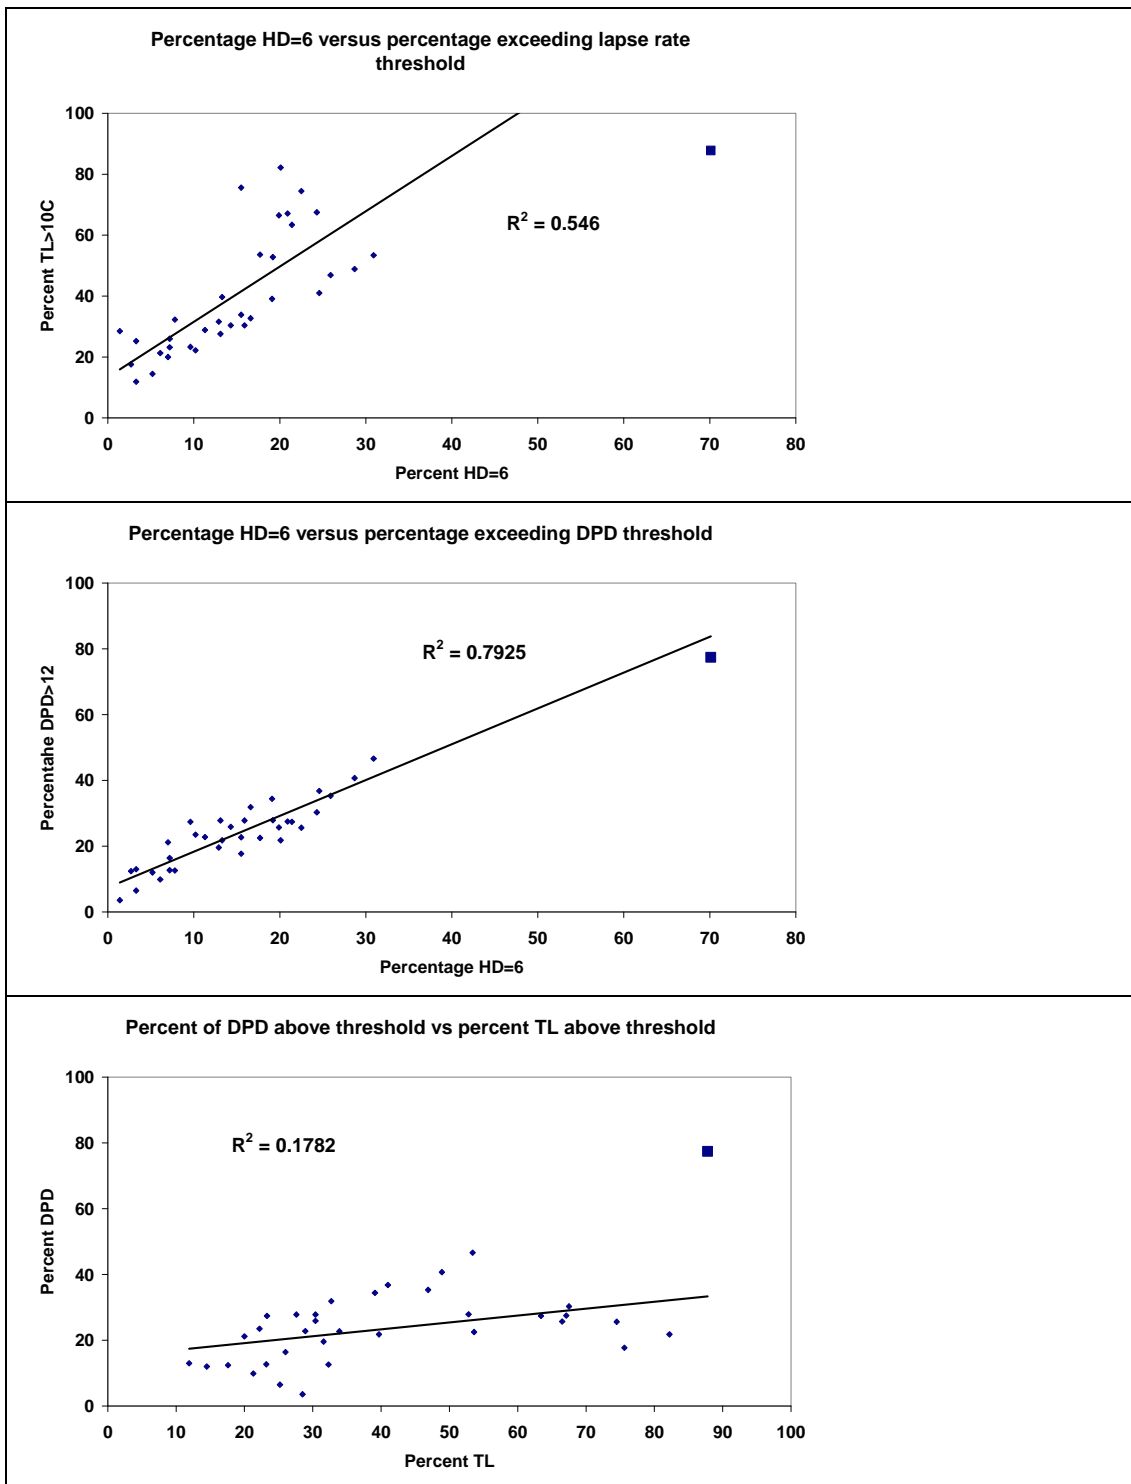 Percentage HD=6 versus percentage exceeding lapse rate
threshold
100
80
60
40
20
0
Percent TL>10C
R² = 0.546
0 10 20 30 40 50 60 70 80
Percent HD=6
Percentage HD=6 versus percentage exceeding DPD threshold
100
80
60
40
20
0
Percentahe DPD>12
R² = 0.7925
0 10 20 30 40 50 60 70 80
Percentage HD=6
Percent of DPD above threshold vs percent TL above threshold
100
80
60
40
20
0
Percent DPD
R² = 0.1782
0 10 20 30 40 50 60 70 80 90 100
Percent TL